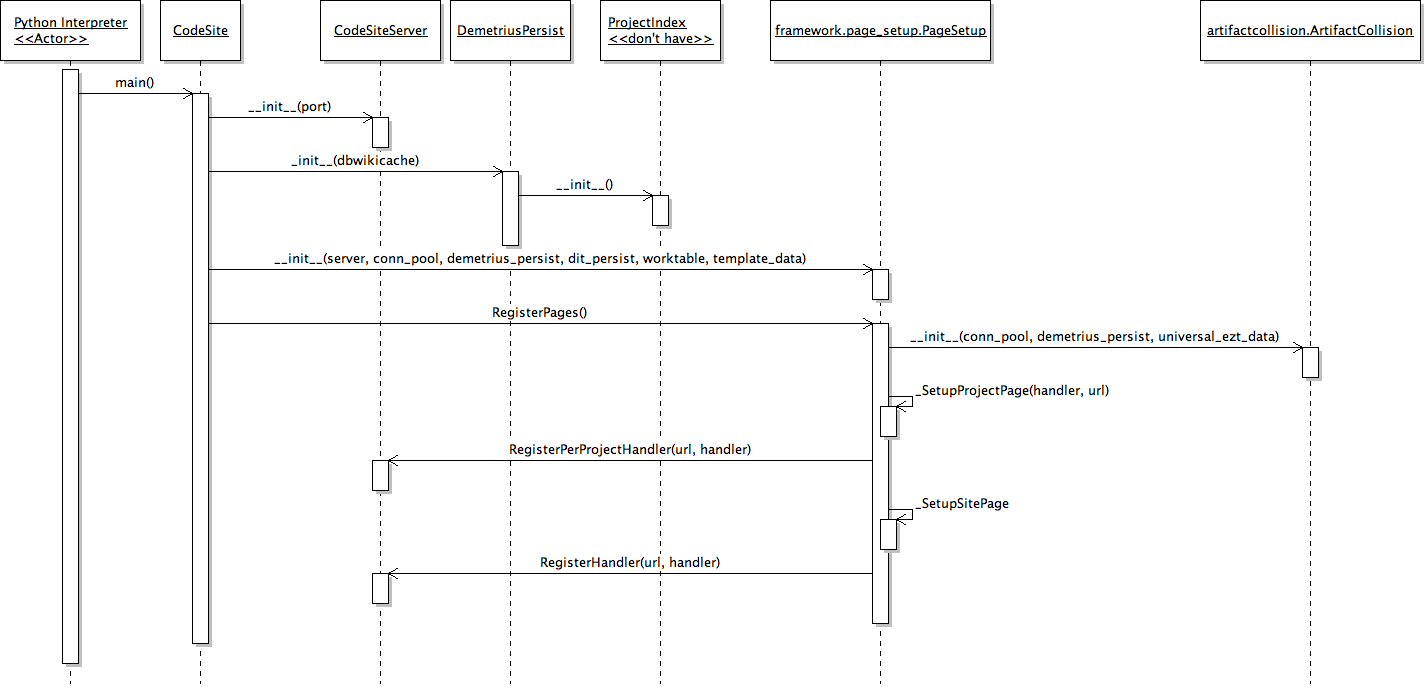 Python Interpreter
<<Actor>>
CodeSite
CodeSiteServer
DemetriusPersist
ProjectIndex
<<don't have>>
framework.page_setup.PageSetup
artifactcollision.ArtifactCollision
main()
__init__(port)
_init__(dbwikicache)
__init__()
__init__(server, conn_pool, demetrius_persist, dit_persist, worktable, template_data)
RegisterPages()
__init__(conn_pool, demetrius_persist, universal_ezt_data)
_SetupProjectPage(handler, url)
RegisterPerProjectHandler(url, handler)
_SetupSitePage
RegisterHandler(url, handler)